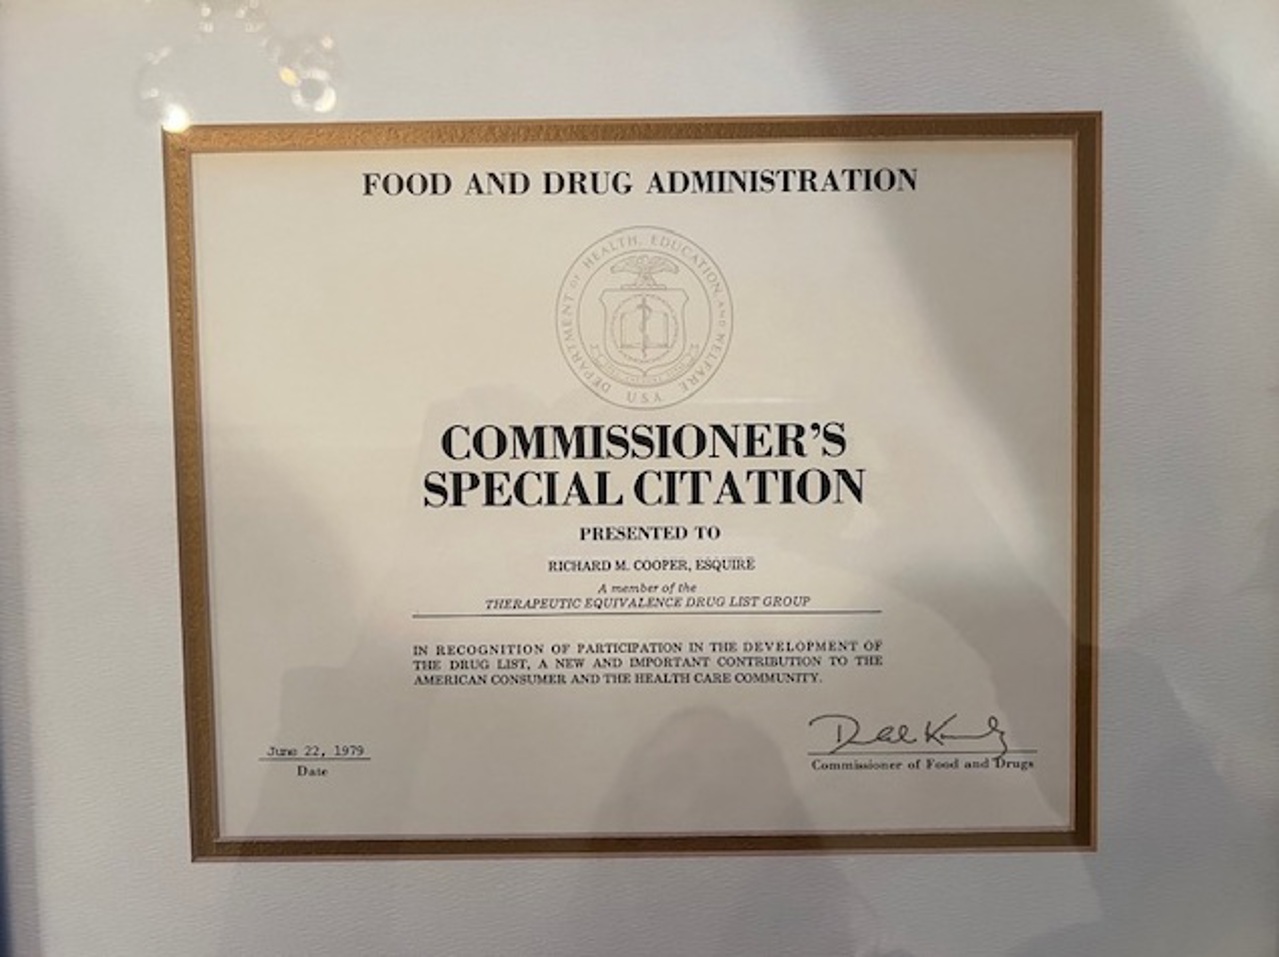 FOOD AND DRUG ADMINISTRATION
DEPARTMENT OF HEALTH, EDUCATION AND WELFARE
U.S.A.
COMMISSIONER'S
SPECIAL CITATION
PRESENTED TO
RICHARD M. COOPER, ESQUIRE
A member of the
THERAPEUTIC EQUIVALENCE DRUG LIST GROUP
IN RECOGNITION OF PARTICIPATION IN THE DEVELOPMENT OF
THE DRUG LIST, A NEW AND IMPORTANT CONTRIBUTION TO THE
AMERICAN CONSUMER AND THE HEALTH CARE COMMUNITY.
June 22, 1979
Date
Commissioner of Food and Drugs